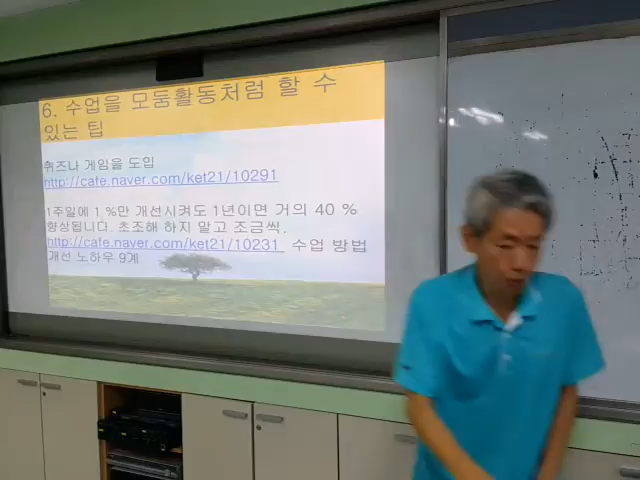 6. 수업을 모둠활동처럼 할 수
있는 팁
퀴즈나 게임을 도입
http://cafe.naver.com/ket21/10291
1주일에 1 %만 개선시켜도 1년이면 거의 40 %
향상됩니다. 초조해 하지 말고 조금씩.
http://cafe.naver.com/ket21/10231 수업 방법
개선 노하우 9계